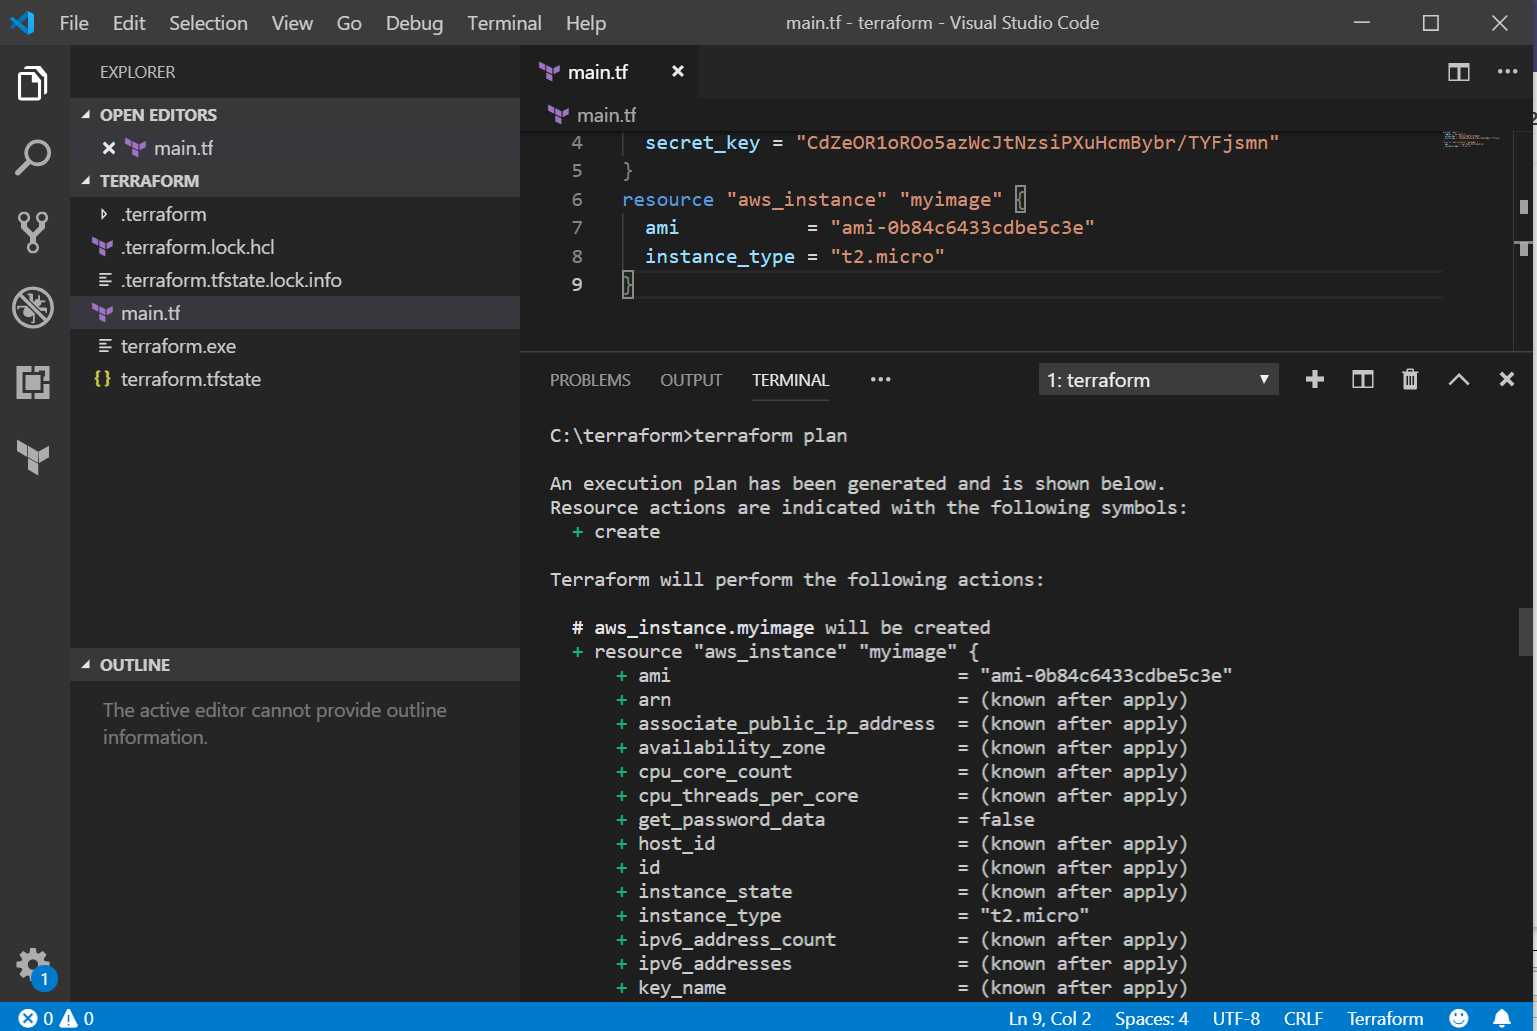 File Edit Selection View Go Debug Terminal Help
main.tf - terraform - Visual Studio Code
EXPLORER
OPEN EDITORS
main.tf
TERRAFORM
.terraform
.terraform.lock.hcl
.terraform.tfstate.lock.info
main.tf
terraform.exe
terraform.tfstate
OUTLINE
The active editor cannot provide outline
information.
1
main.tf
main.tf
4 secret_key = "CdZeOR1oROo5azWcJtNzsiPXuHcmBybr/TYFjsmn"
5 }
6 resource "aws_instance" "myimage" {
7 ami = "ami-0b84c6433cdbe5c3e"
8 instance_type = "t2.micro"
9 }
PROBLEMS OUTPUT TERMINAL ••• 1: terraform
C:\terraform>terraform plan
An execution plan has been generated and is shown below.
Resource actions are indicated with the following symbols:
+ create
Terraform will perform the following actions:
# aws_instance.myimage will be created
+ resource "aws_instance" "myimage" {
+ ami = "ami-0b84c6433cdbe5c3e"
+ arn = (known after apply)
+ associate_public_ip_address = (known after apply)
+ availability_zone = (known after apply)
+ cpu_core_count = (known after apply)
+ cpu_threads_per_core = (known after apply)
+ get_password_data = false
+ host_id = (known after apply)
+ id = (known after apply)
+ instance_state = (known after apply)
+ instance_type = "t2.micro"
+ ipv6_address_count = (known after apply)
+ ipv6_addresses = (known after apply)
+ key_name = (known after apply)
0 0 Ln 9, Col 2 Spaces: 4 UTF-8 CRLF Terraform